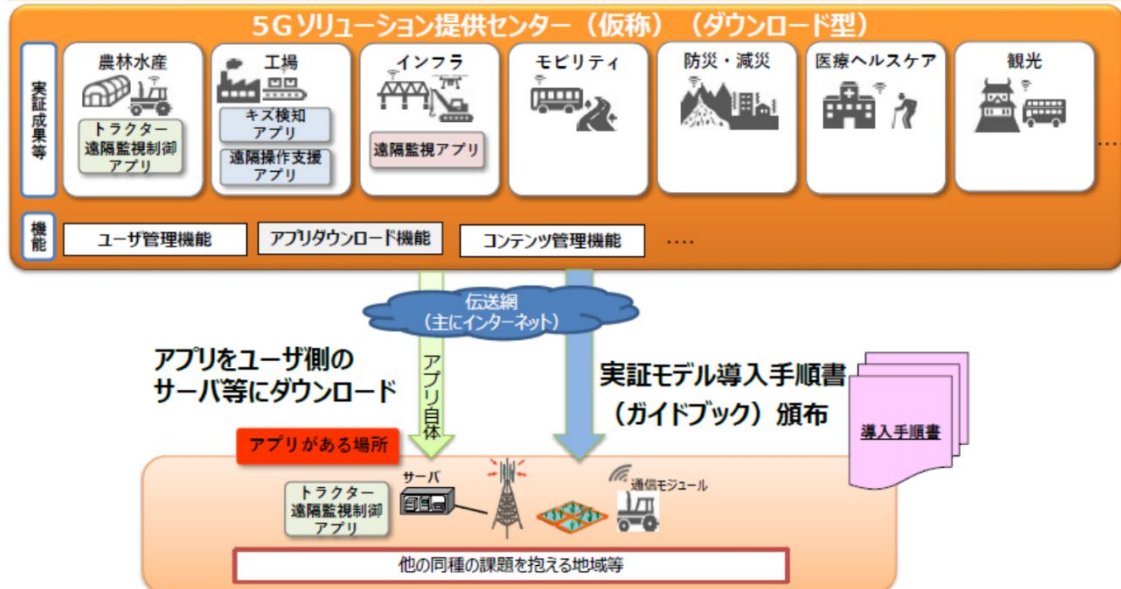 5Gソリューション提供センター(仮称)(ダウンロード型)
実証成果等
農林水産
トラクター
遠隔監視制御
アプリ
工場
キズ検知
アプリ
遠隔操作支援
アプリ
インフラ
遠隔監視アプリ
モビリティ
防災・減災
医療ヘルスケア
観光
....
機能
ユーザ管理機能
アプリダウンロード機能
コンテンツ管理機能
....
伝送網
(主にインターネット)
アプリをユーザ側の
サーバ等にダウンロード
アプリ自体
実証モデル導入手順書
(ガイドブック)頒布
導入手順書
アプリがある場所
トラクター
遠隔監視制御
アプリ
サーバ
通信モジュール
他の同種の課題を抱える地域等